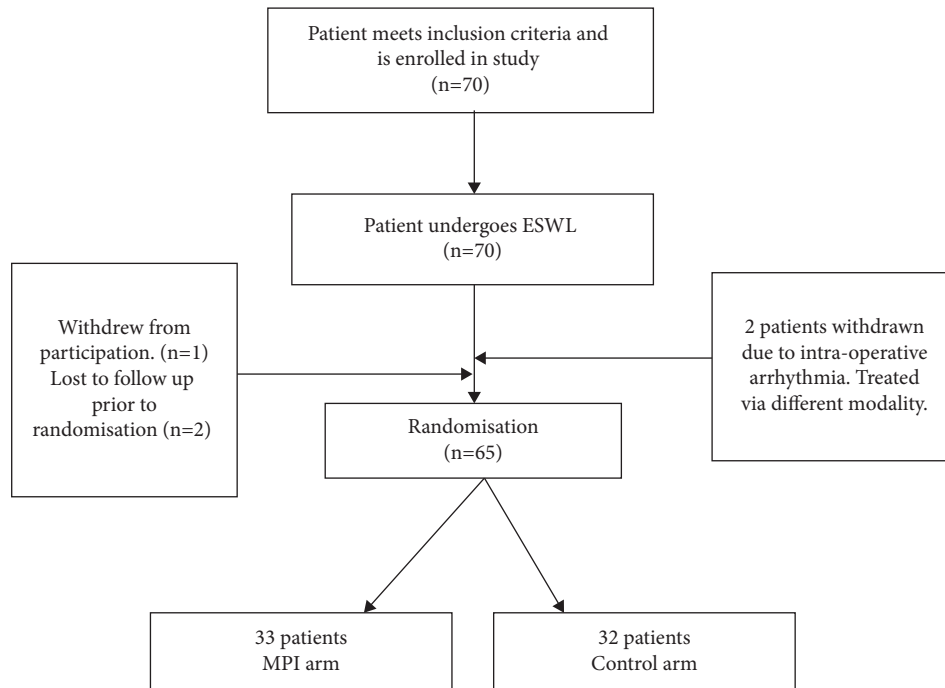 Patient meets inclusion criteria and
is enrolled in study
(n=70)
Patient undergoes ESWL
(n=70)
Withdrew from
participation. (n=1)
Lost to follow up
prior to
randomisation (n=2)
2 patients withdrawn
due to intra-operative
arrhythmia. Treated
via different modality.
Randomisation
(n=65)
33 patients
MPI arm
32 patients
Control arm